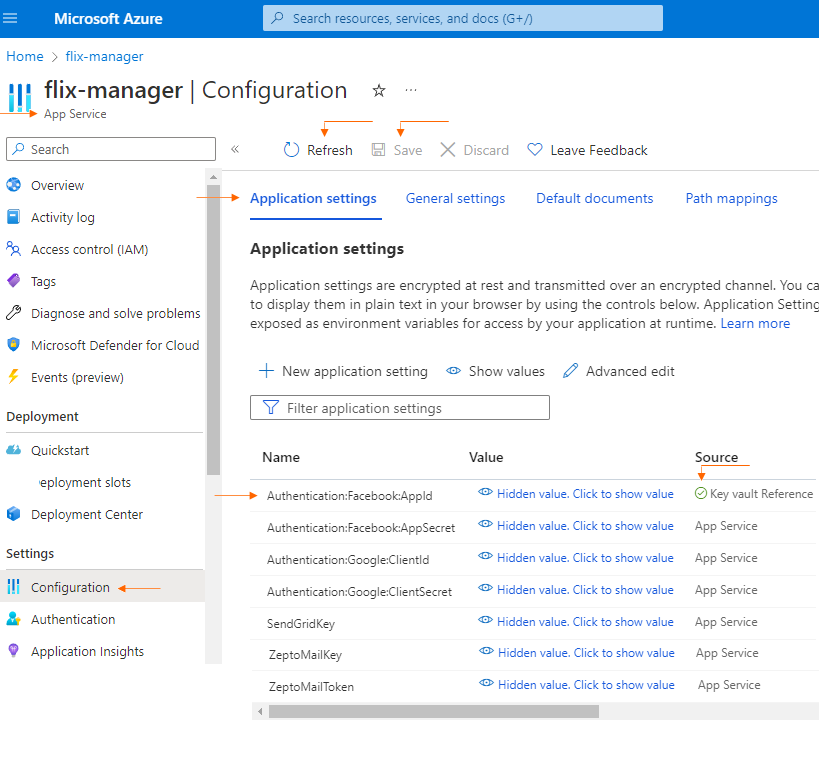 Microsoft Azure
Search resources, services, and docs (G+/)
Home > flix-manager
flix-manager | Configuration
App Service
Search
«
Refresh
Save
Discard
Leave Feedback
Overview
Activity log
Access control (IAM)
Tags
Diagnose and solve problems
Microsoft Defender for Cloud
Events (preview)
Deployment
Quickstart
eployment slots
Deployment Center
Settings
Configuration
Authentication
Application Insights
Application settings
General settings
Default documents
Path mappings
Application settings
Application settings are encrypted at rest and transmitted over an encrypted channel. You ca
to display them in plain text in your browser by using the controls below. Application Setting
exposed as environment variables for access by your application at runtime. Learn more
New application setting
Show values
Advanced edit
Filter application settings
Name Value Source
Authentication:Facebook:AppId Hidden value. Click to show value Key vault Reference
Authentication:Facebook:AppSecret Hidden value. Click to show value App Service
Authentication:Google:ClientId Hidden value. Click to show value App Service
Authentication:Google:ClientSecret Hidden value. Click to show value App Service
SendGridKey Hidden value. Click to show value App Service
ZeptoMailKey Hidden value. Click to show value App Service
ZeptoMailToken Hidden value. Click to show value App Service